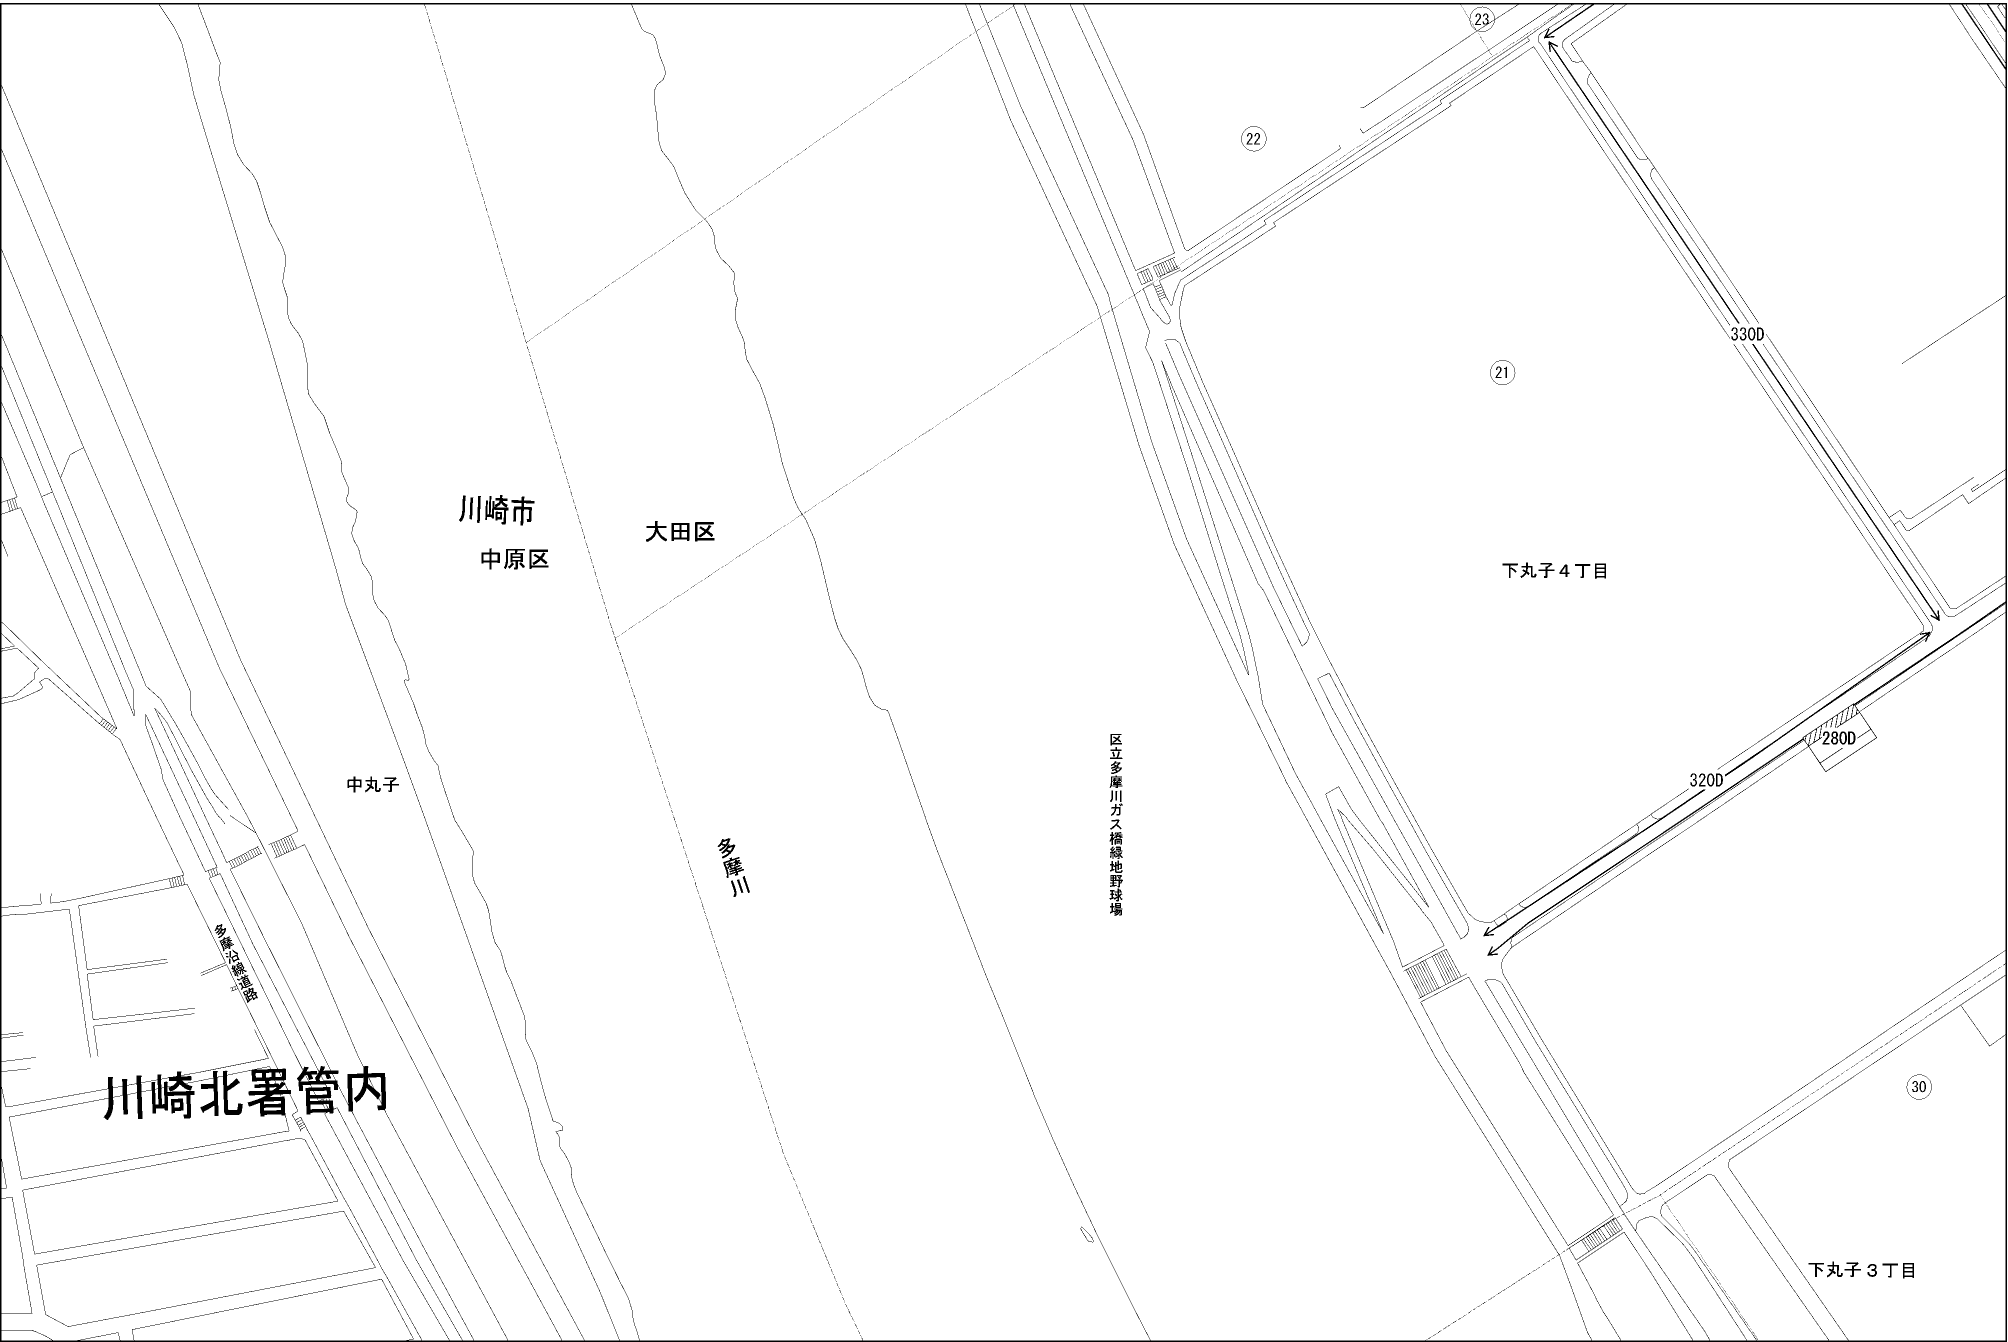 23
22
330D
21
川崎市
中原区
大田区
下丸子4丁目
280D
320D
中丸子
多摩川
区立多摩川ガス橋緑地野球場
多摩沿線道路
川崎北署管内
30
下丸子3丁目